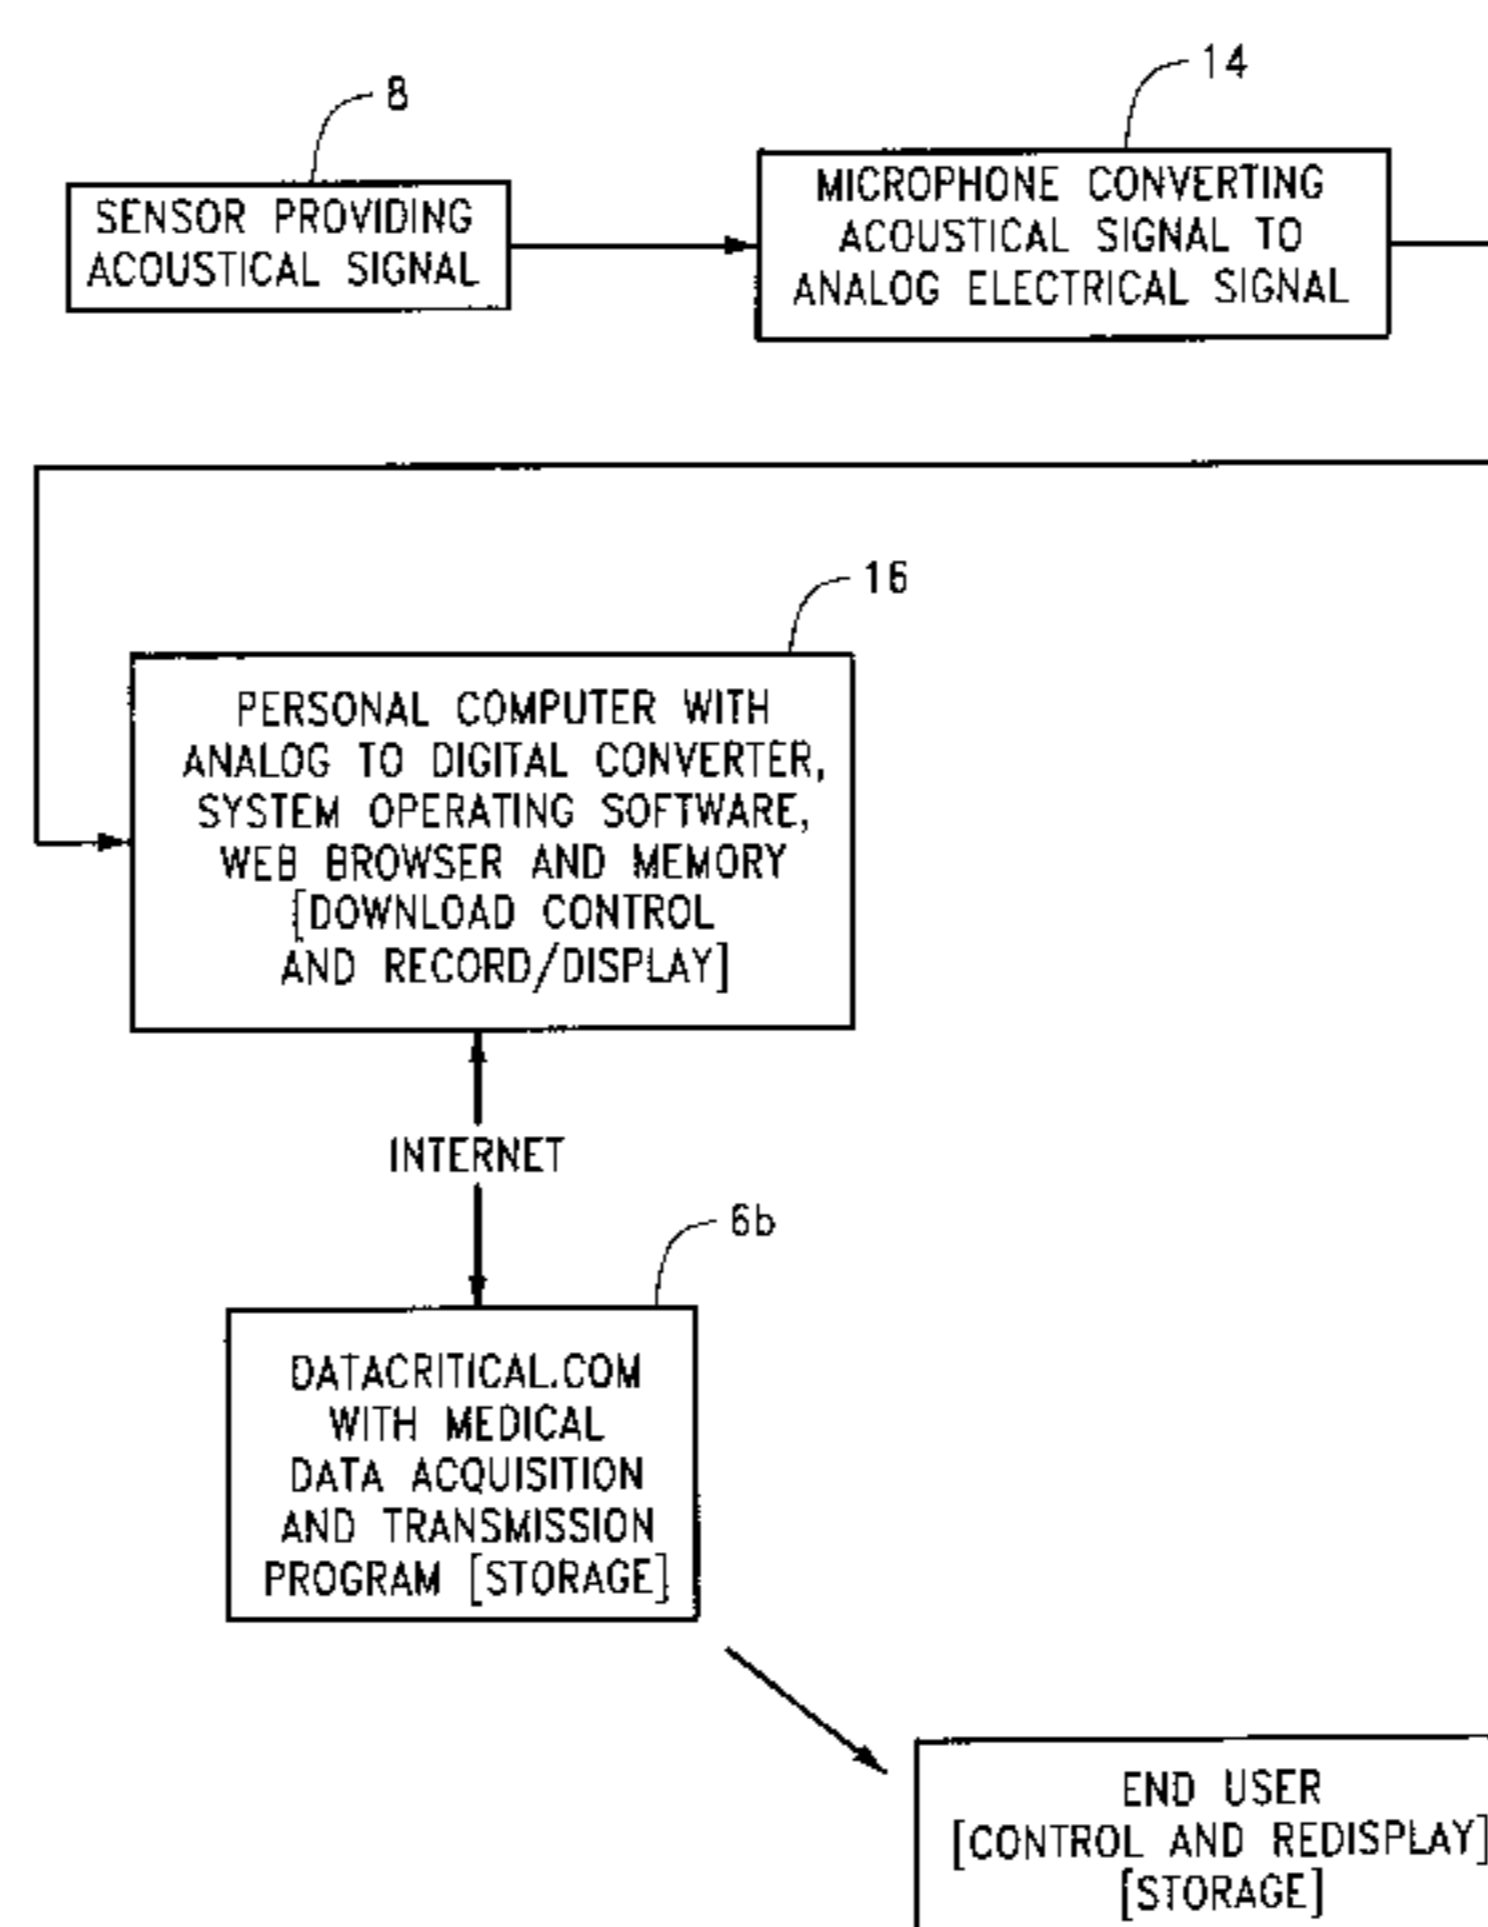 8
14
SENSOR PROVIDING
ACOUSTICAL SIGNAL
MICROPHONE CONVERTING
ACOUSTICAL SIGNAL TO
ANALOG ELECTRICAL SIGNAL
16
PERSONAL COMPUTER WITH
ANALOG TO DIGITAL CONVERTER,
SYSTEM OPERATING SOFTWARE,
WEB BROWSER AND MEMORY
[DOWNLOAD CONTROL
AND RECORD/DISPLAY]
INTERNET
6b
DATACRITICAL.COM
WITH MEDICAL
DATA ACQUISITION
AND TRANSMISSION
PROGRAM [STORAGE]
END USER
[CONTROL AND REDISPLAY]
[STORAGE]